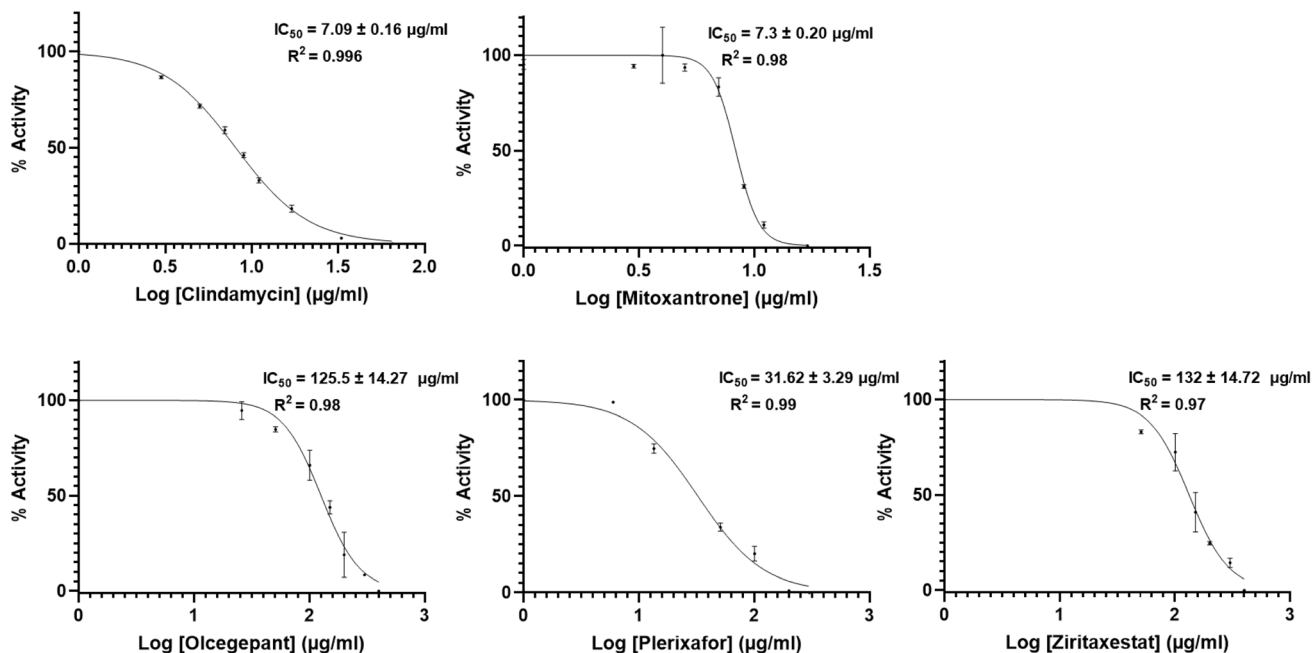 IC50 = 7.09 ± 0.16 µg/ml
R2 = 0.996
% Activity
100
50
0
0.0 0.5 1.0 1.5 2.0
Log [Clindamycin] (µg/ml)
IC50 = 7.3 ± 0.20 µg/ml
R2 = 0.98
% Activity
100
50
0
0.0 0.5 1.0 1.5
Log [Mitoxantrone] (µg/ml)
IC50 = 125.5 ± 14.27 µg/ml
R2 = 0.98
% Activity
100
50
0
0 1 2 3
Log [Olcegepant] (µg/ml)
IC50 = 31.62 ± 3.29 µg/ml
R2 = 0.99
% Activity
100
50
0
0 1 2 3
Log [Plerixafor] (µg/ml)
IC50 = 132 ± 14.72 µg/ml
R2 = 0.97
% Activity
100
50
0
0 1 2 3
Log [Ziritaxestat] (µg/ml)